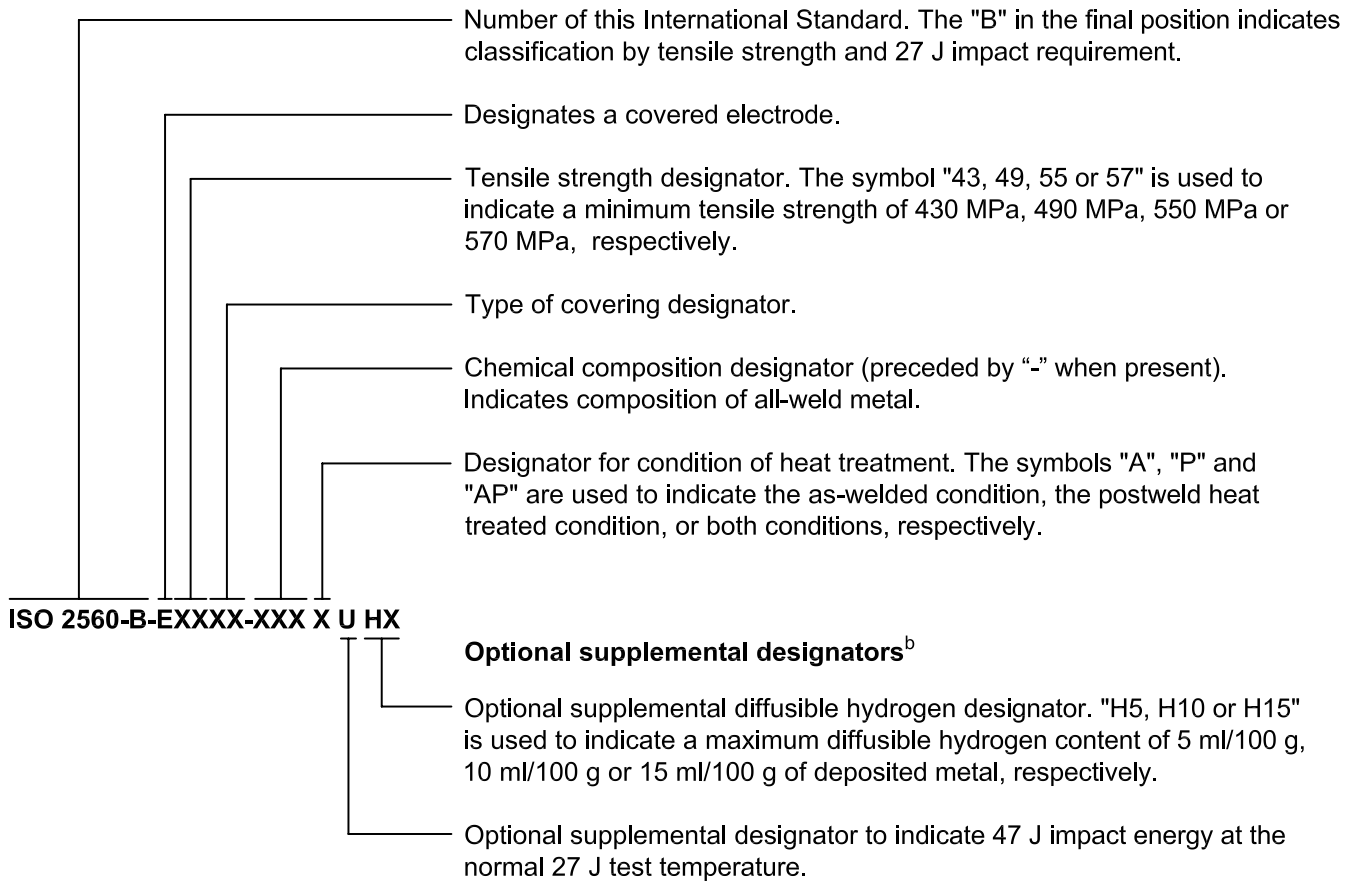 Number of this International Standard. The "B" in the final position indicates
classification by tensile strength and 27 J impact requirement.
Designates a covered electrode.
Tensile strength designator. The symbol "43, 49, 55 or 57" is used to
indicate a minimum tensile strength of 430 MPa, 490 MPa, 550 MPa or
570 MPa, respectively.
Type of covering designator.
Chemical composition designator (preceded by “-” when present).
Indicates composition of all-weld metal.
Designator for condition of heat treatment. The symbols "A", "P" and
"AP" are used to indicate the as-welded condition, the postweld heat
treated condition, or both conditions, respectively.
ISO 2560-B-EXXXX-XXX X U HX
Optional supplemental designators b
Optional supplemental diffusible hydrogen designator. "H5, H10 or H15"
is used to indicate a maximum diffusible hydrogen content of 5 ml/100 g,
10 ml/100 g or 15 ml/100 g of deposited metal, respectively.
Optional supplemental designator to indicate 47 J impact energy at the
normal 27 J test temperature.